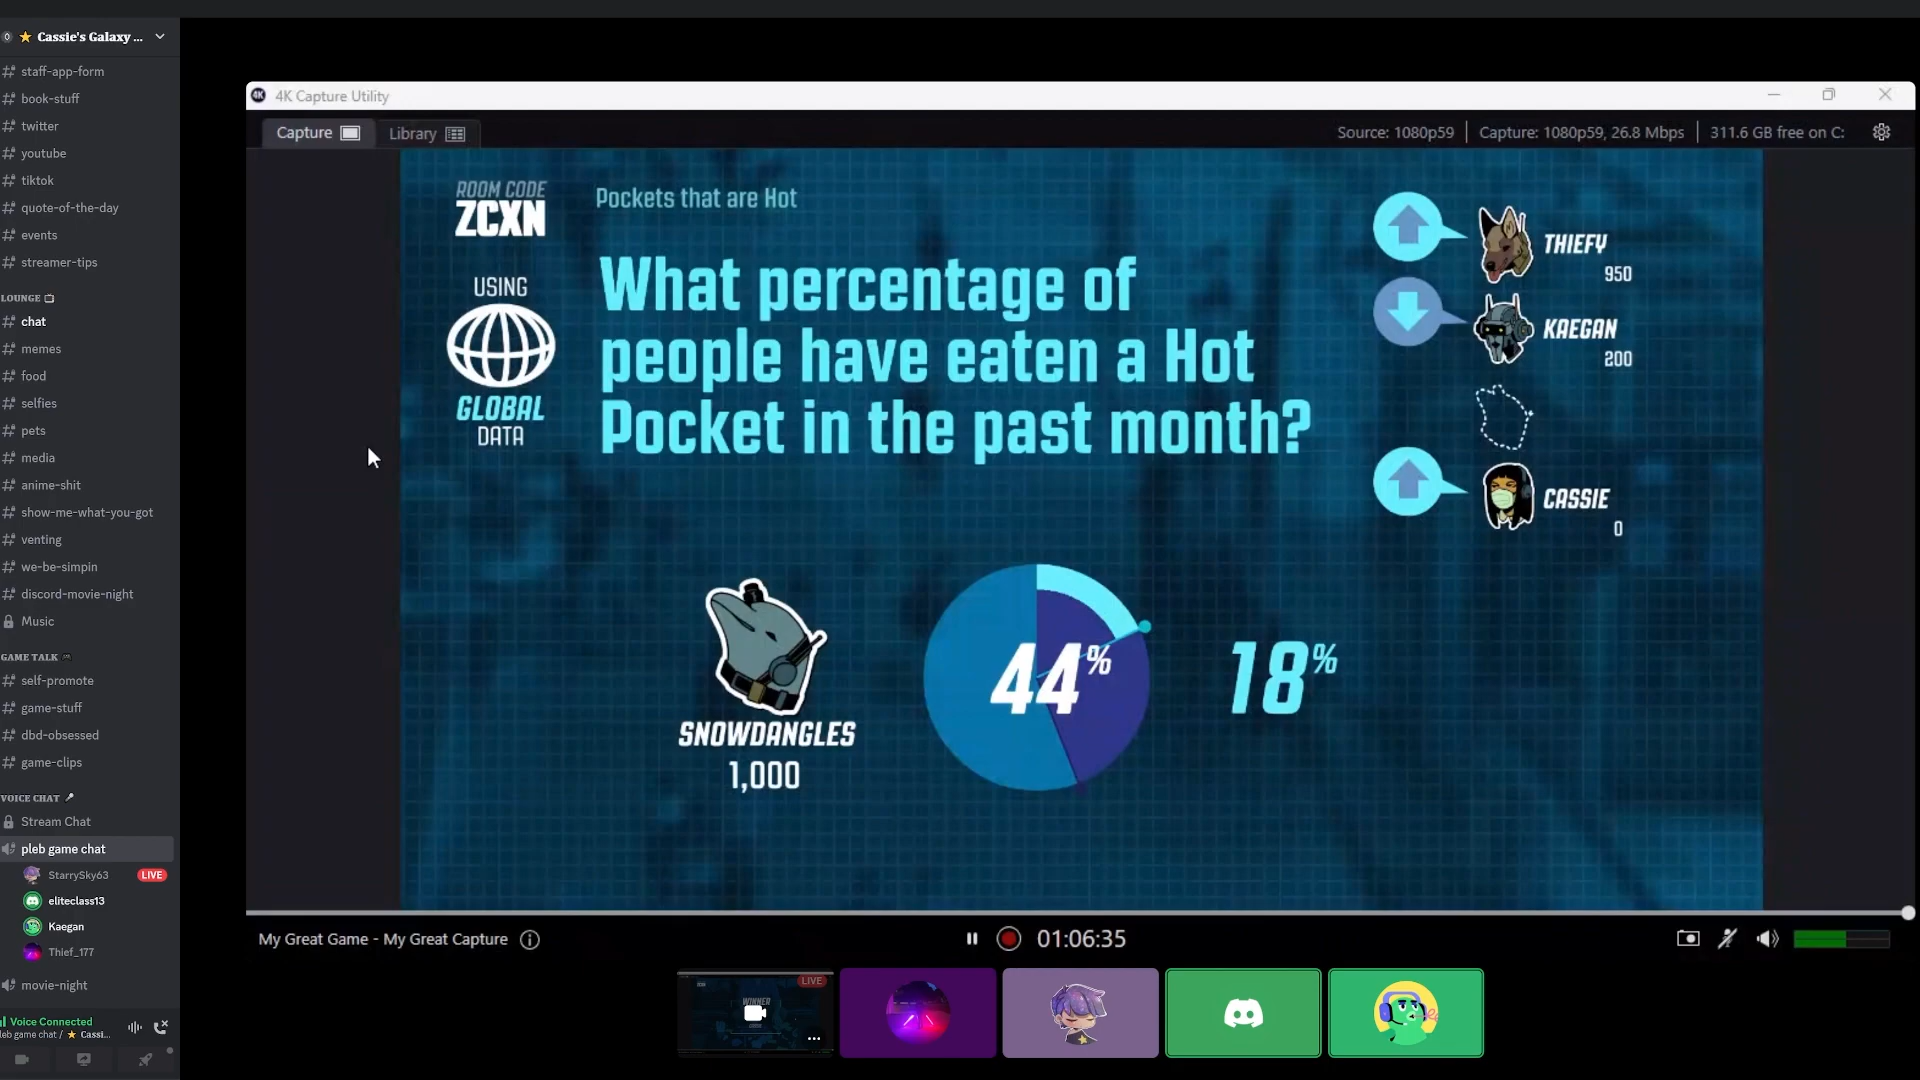 Cassie's Galaxy ...
staff-app-form
book-stuff
twitter
youtube
tiktok
quote-of-the-day
events
streamer-tips
LOUNGE
chat
memes
food
selfies
pets
media
anime-shit
show-me-what-you-got
venting
we-be-simpin
discord-movie-night
Music
GAME TALK
self-promote
game-stuff
dbd-obsessed
game-clips
VOICE CHAT
Stream Chat
pleb game chat
StarrySky63 LIVE
eliteclass13
Kaegan
Thief_177
movie-night
Voice Connected
leb game chat / Cassi...
4K Capture Utility
Capture
Library
Source: 1080p59
Capture: 1080p59, 26.8 Mbps
311.6 GB free on C:
ROOM CODE
ZCXN
USING
GLOBAL
DATA
Pockets that are Hot
What percentage of
people have eaten a Hot
Pocket in the past month?
THIEFY
950
KAEGAN
200
CASSIE
0
SNOWDANGLES
1,000
44%
18%
My Great Game - My Great Capture
01:06:35
LIVE
WINNER